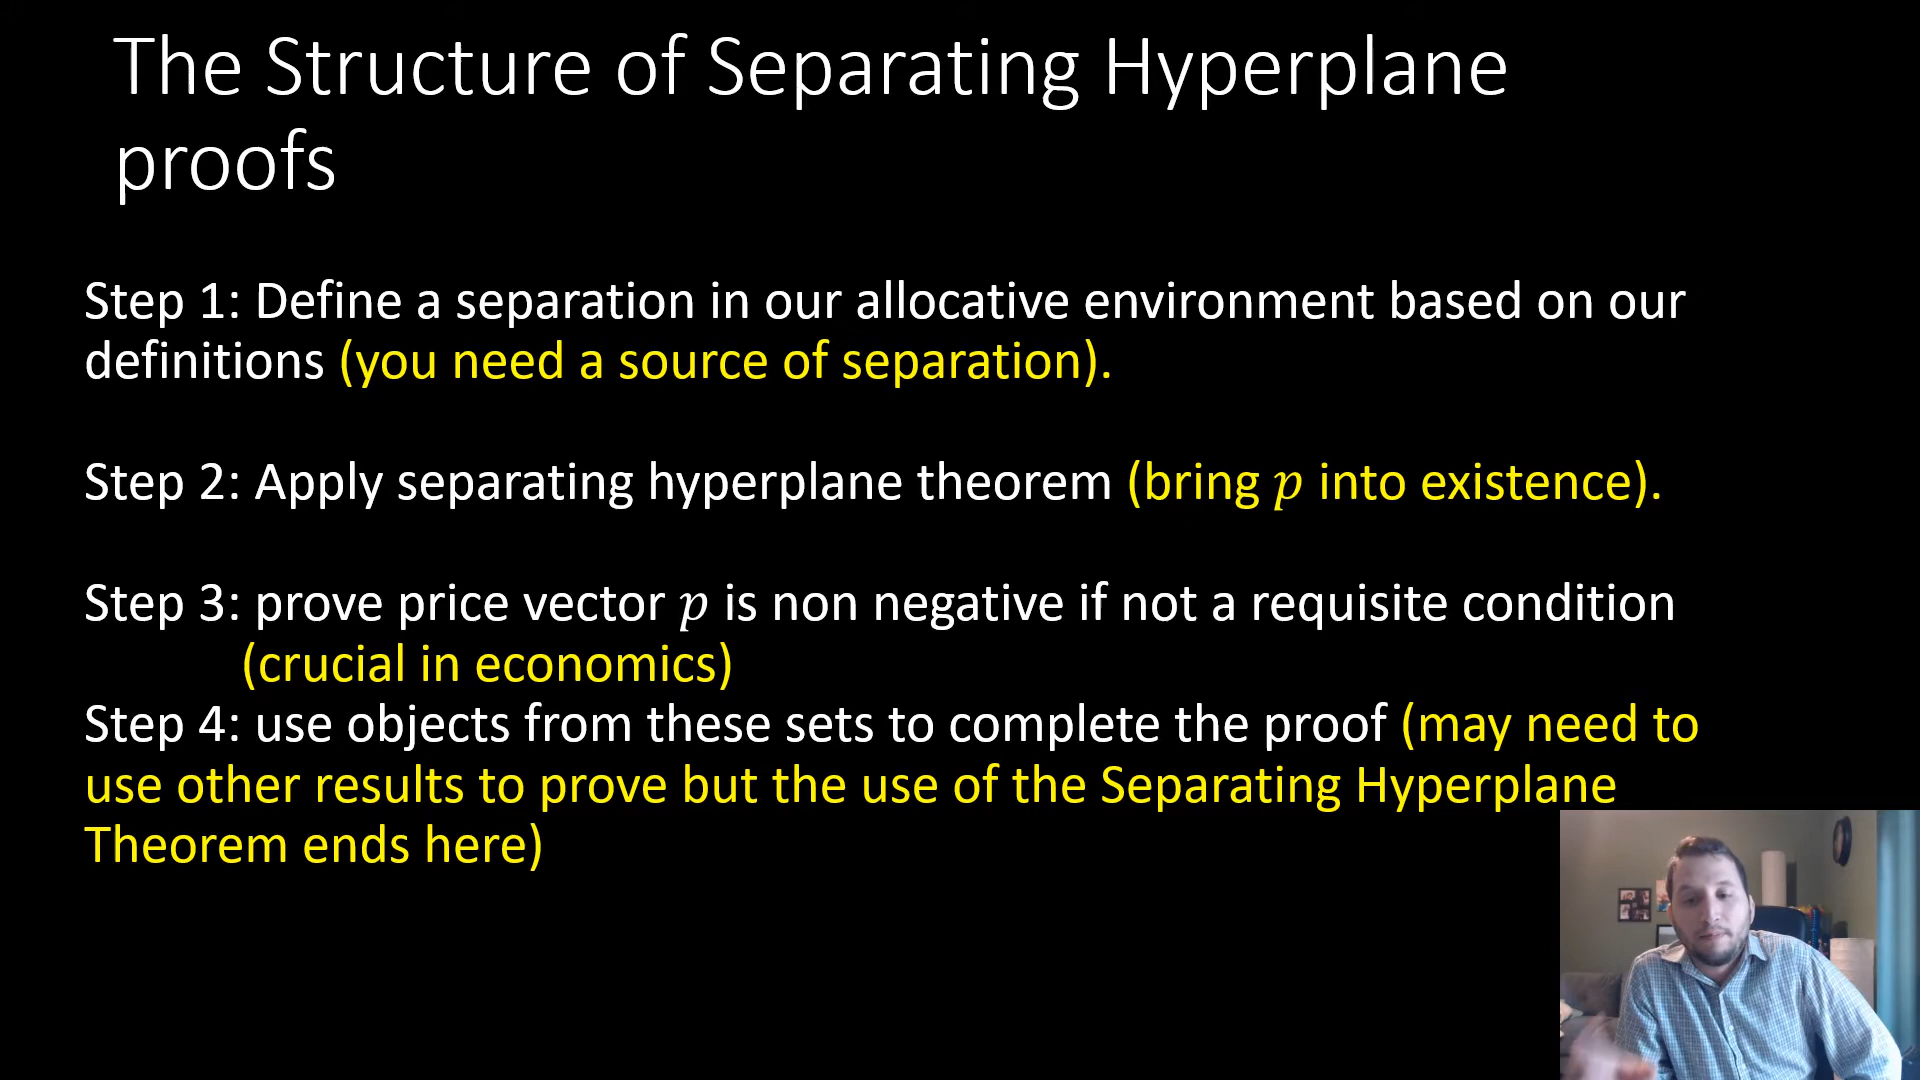 The Structure of Separating Hyperplane
proofs
Step 1: Define a separation in our allocative environment based on our
definitions (you need a source of separation).
Step 2: Apply separating hyperplane theorem (bring p into existence).
Step 3: prove price vector p is non negative if not a requisite condition
(crucial in economics)
Step 4: use objects from these sets to complete the proof (may need to
use other results to prove but the use of the Separating Hyperplane
Theorem ends here)